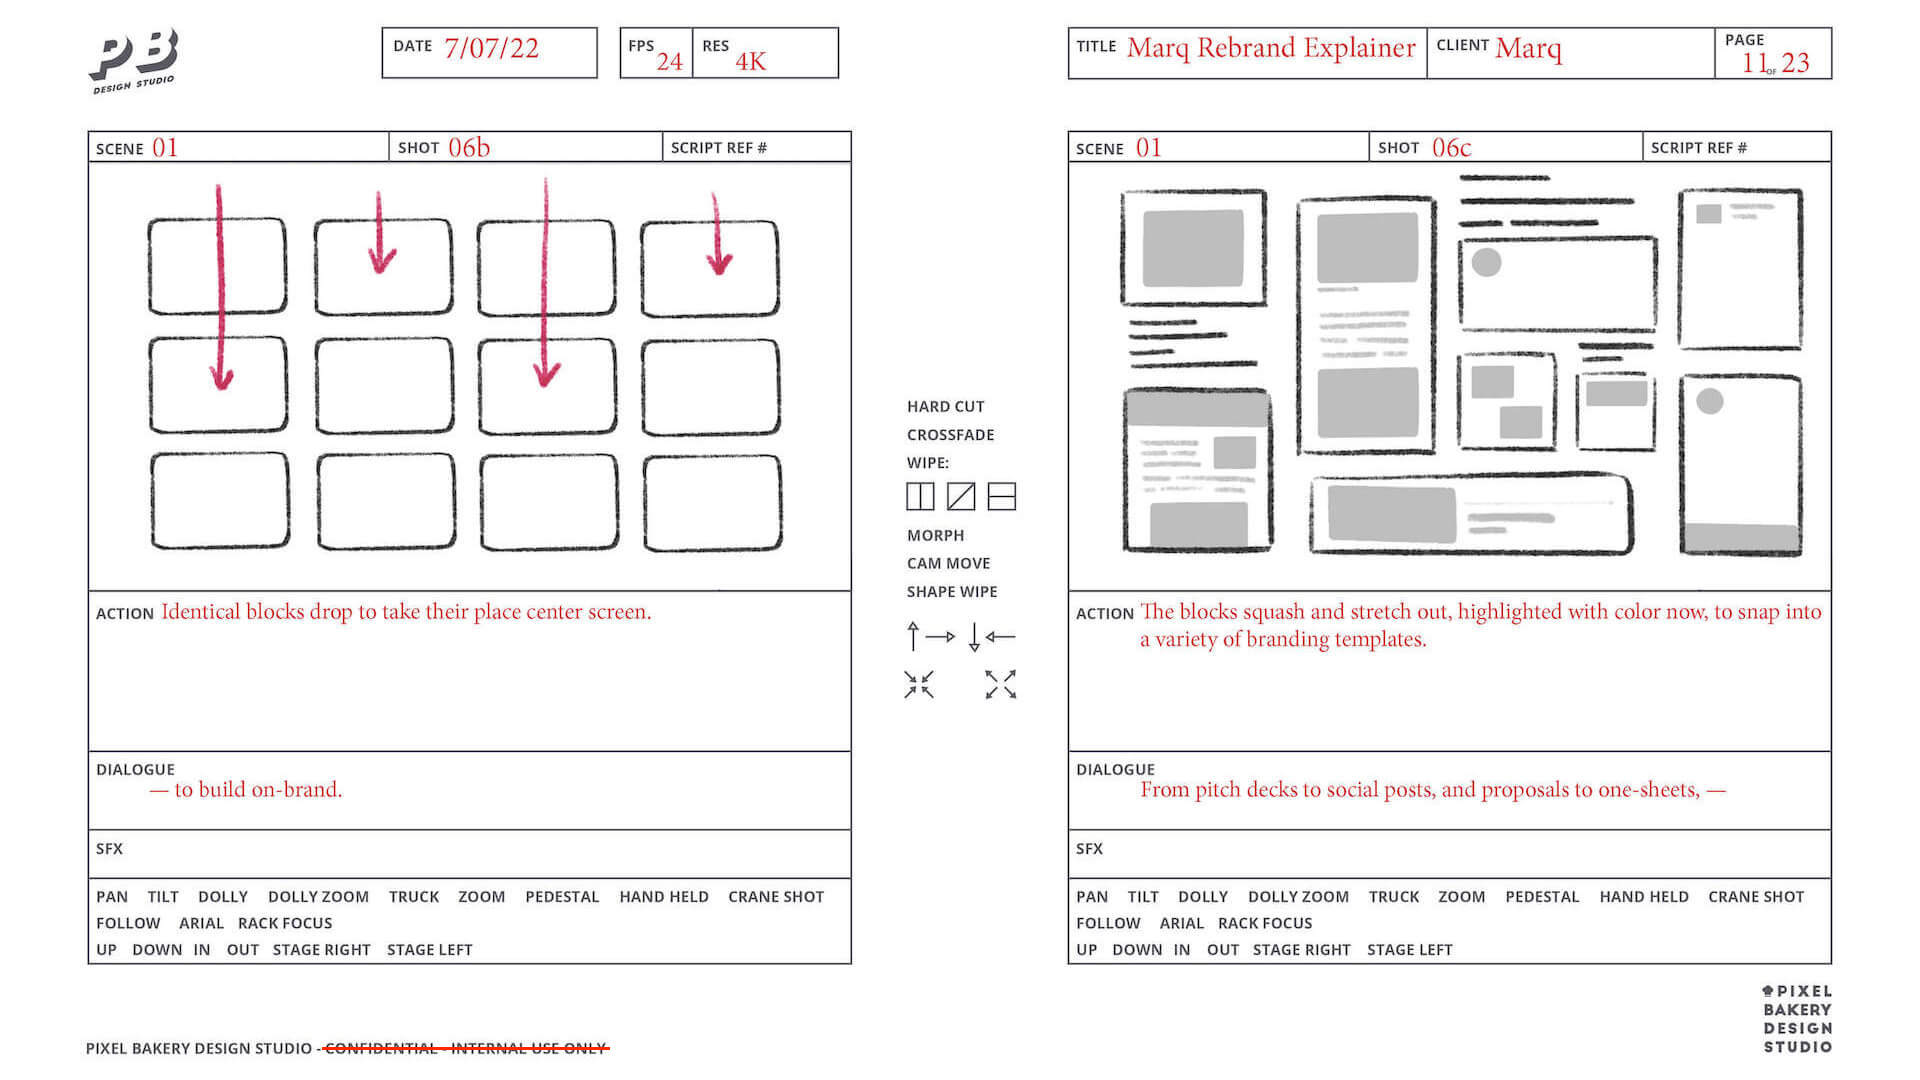 PB
DESIGN STUDIO
DATE 7/07/22
FPS 24
RES 4K
TITLE Marq Rebrand Explainer
CLIENT Marq
PAGE 11 OF 23
SCENE 01
SHOT 06b
SCRIPT REF #
ACTION Identical blocks drop to take their place center screen.
DIALOGUE
— to build on-brand.
SFX
PAN TILT DOLLY DOLLY ZOOM TRUCK ZOOM PEDESTAL HAND HELD CRANE SHOT
FOLLOW ARIAL RACK FOCUS
UP DOWN IN OUT STAGE RIGHT STAGE LEFT
HARD CUT
CROSSFADE
WIPE:
MORPH
CAM MOVE
SHAPE WIPE
SCENE 01
SHOT 06c
SCRIPT REF #
ACTION The blocks squash and stretch out, highlighted with color now, to snap into
a variety of branding templates.
DIALOGUE
From pitch decks to social posts, and proposals to one-sheets, —
SFX
PAN TILT DOLLY DOLLY ZOOM TRUCK ZOOM PEDESTAL HAND HELD CRANE SHOT
FOLLOW ARIAL RACK FOCUS
UP DOWN IN OUT STAGE RIGHT STAGE LEFT
PIXEL BAKERY DESIGN STUDIO - CONFIDENTIAL - INTERNAL USE ONLY
PIXEL
BAKERY
DESIGN
STUDIO